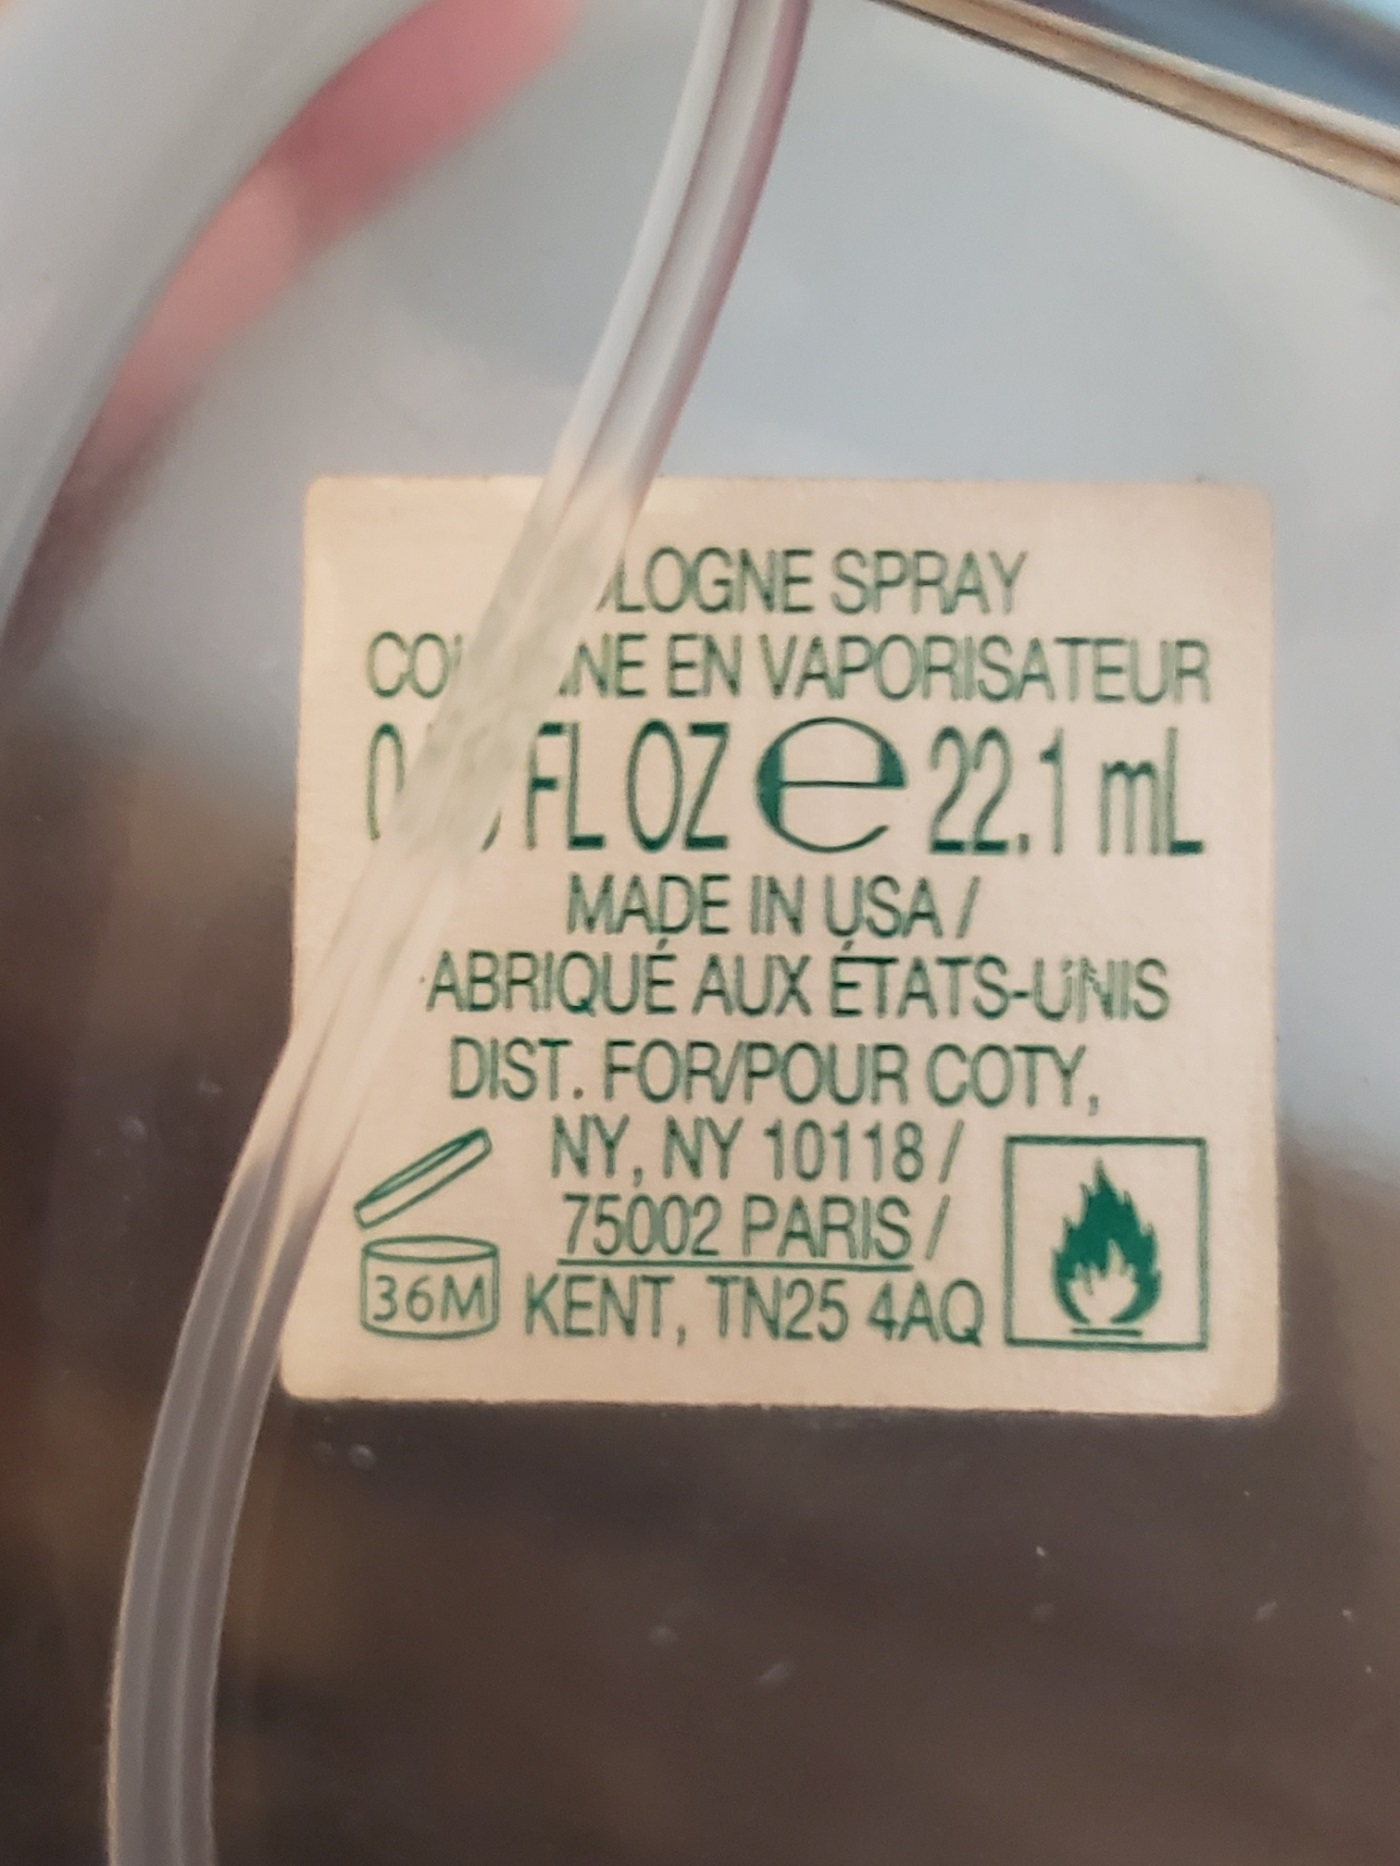 SPRAY
EN VAPORISATEUR
FL OZ e 22.1 mL
MADE IN USA /
AUX ÉTATS-UNIS
DIST. FOR/POUR COTY,
NY, NY 10118 /
75002 PARIS /
36M KENT, TN25 4AQ